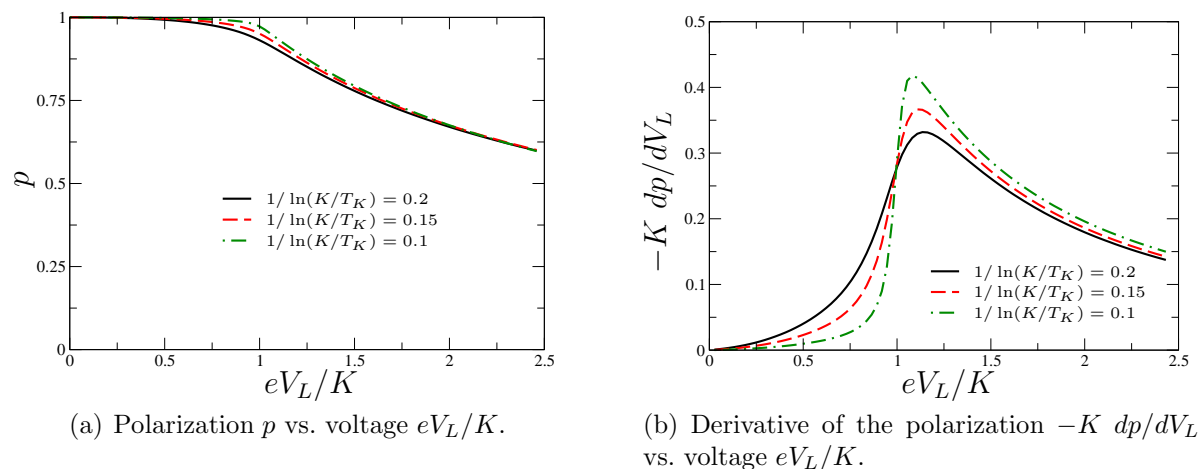 1
0.75
0.5
0.25
0
p
1/ ln(K/T_K) = 0.2
1/ ln(K/T_K) = 0.15
1/ ln(K/T_K) = 0.1
0 0.5 1 1.5 2 2.5
eV_L/K
(a) Polarization p vs. voltage eV_L/K.
0.5
0.4
0.3
0.2
0.1
0
−K dp/dV_L
1/ ln(K/T_K) = 0.2
1/ ln(K/T_K) = 0.15
1/ ln(K/T_K) = 0.1
0 0.5 1 1.5 2 2.5
eV_L/K
(b) Derivative of the polarization −K dp/dV_L
vs. voltage eV_L/K.